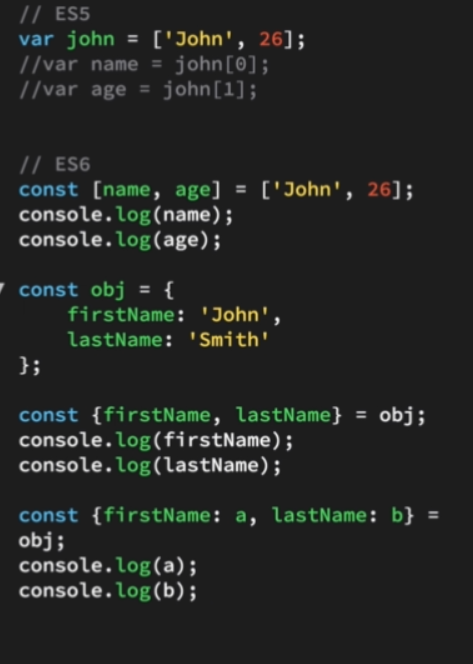 // ES5
var john = ['John', 26];
//var name = john[0];
//var age = john[1];
// ES6
const [name, age] = ['John', 26];
console.log(name);
console.log(age);
const obj = {
firstName: 'John',
lastName: 'Smith'
};
const {firstName, lastName} = obj;
console.log(firstName);
console.log(lastName);
const {firstName: a, lastName: b} =
obj;
console.log(a);
console.log(b);